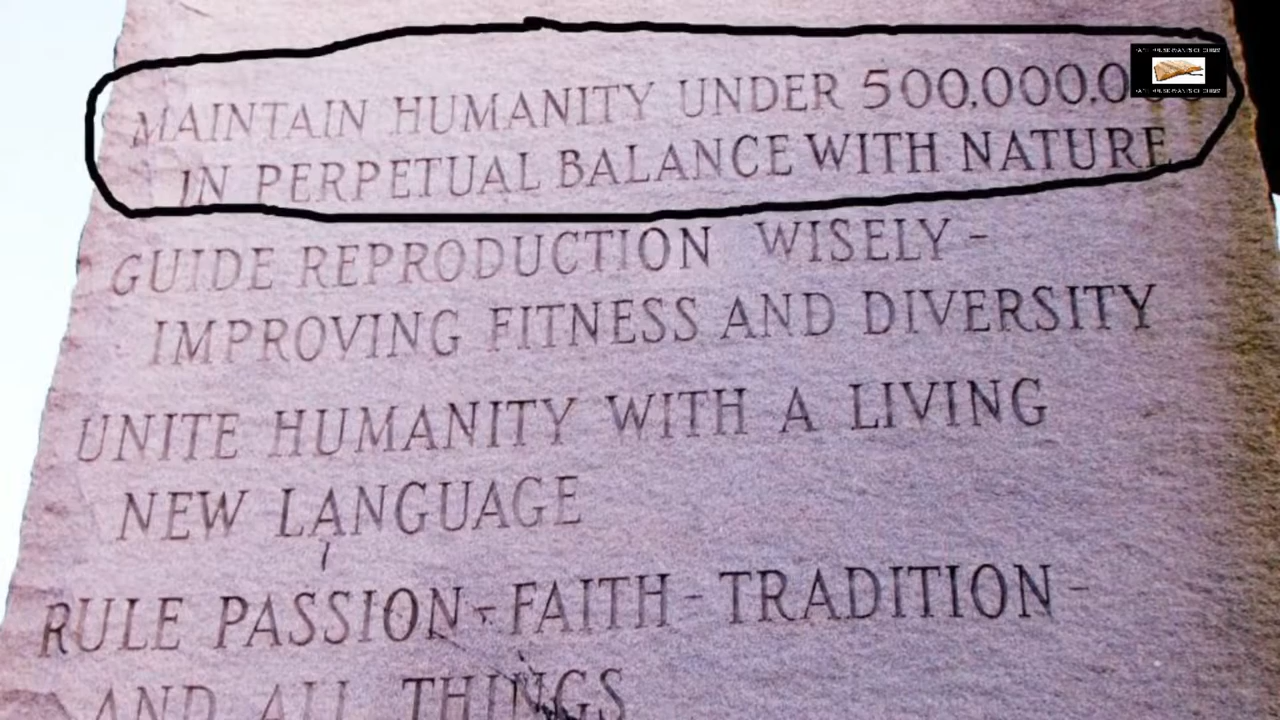 MAINTAIN HUMANITY UNDER 500,000,0
IN PERPETUAL BALANCE WITH NATURE
GUIDE REPRODUCTION WISELY -
IMPROVING FITNESS AND DIVERSITY
UNITE HUMANITY WITH A LIVING
NEW LANGUAGE
RULE PASSION - FAITH - TRADITION -
AND ALL THINGS